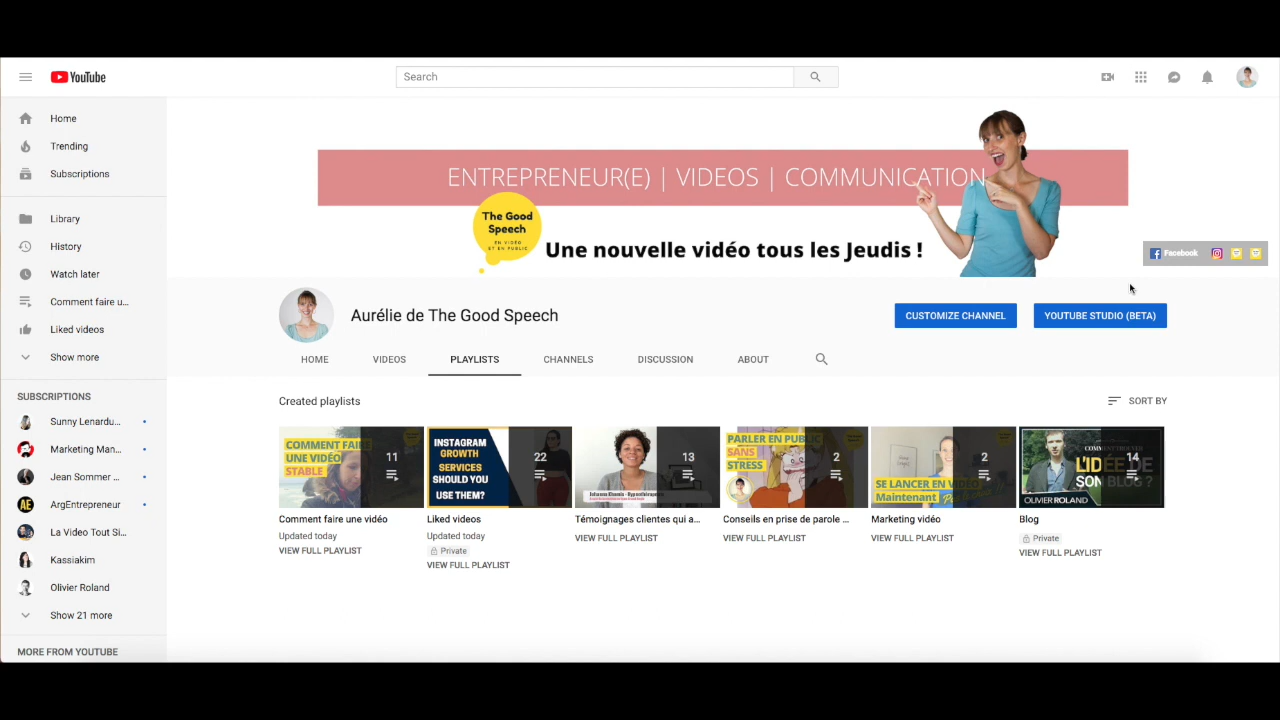 YouTube
Search
Home
Trending
Subscriptions
Library
History
Watch later
Comment faire u...
Liked videos
Show more
SUBSCRIPTIONS
Sunny Lenardu...
Marketing Man...
Jean Sommer ...
ArgEntrepreneur
La Video Tout Si...
Kassiakim
Olivier Roland
Show 21 more
MORE FROM YOUTUBE
ENTREPRENEUR(E) | VIDEOS | COMMUNICATION
The Good
Speech
EN VIDÉO
ET EN PUBLIC
Une nouvelle vidéo tous les Jeudis !
Facebook
Aurélie de The Good Speech
CUSTOMIZE CHANNEL
YOUTUBE STUDIO (BETA)
HOME
VIDEOS
PLAYLISTS
CHANNELS
DISCUSSION
ABOUT
Created playlists
SORT BY
COMMENT FAIRE
UNE VIDÉO
STABLE
11
Comment faire une vidéo
Updated today
VIEW FULL PLAYLIST
INSTAGRAM
GROWTH
SERVICES
SHOULD YOU
USE THEM?
22
Liked videos
Updated today
Private
VIEW FULL PLAYLIST
13
Témoignages clientes qui a...
VIEW FULL PLAYLIST
PARLER EN PUBLIC
SANS
STRESS
2
Conseils en prise de parole ...
VIEW FULL PLAYLIST
SE LANCER EN VIDÉO
Maintenant
2
Marketing vidéo
VIEW FULL PLAYLIST
COMMENT TROUVER
L'IDÉE DE
SON BLOG ?
OLIVIER ROLAND
14
Blog
Private
VIEW FULL PLAYLIST